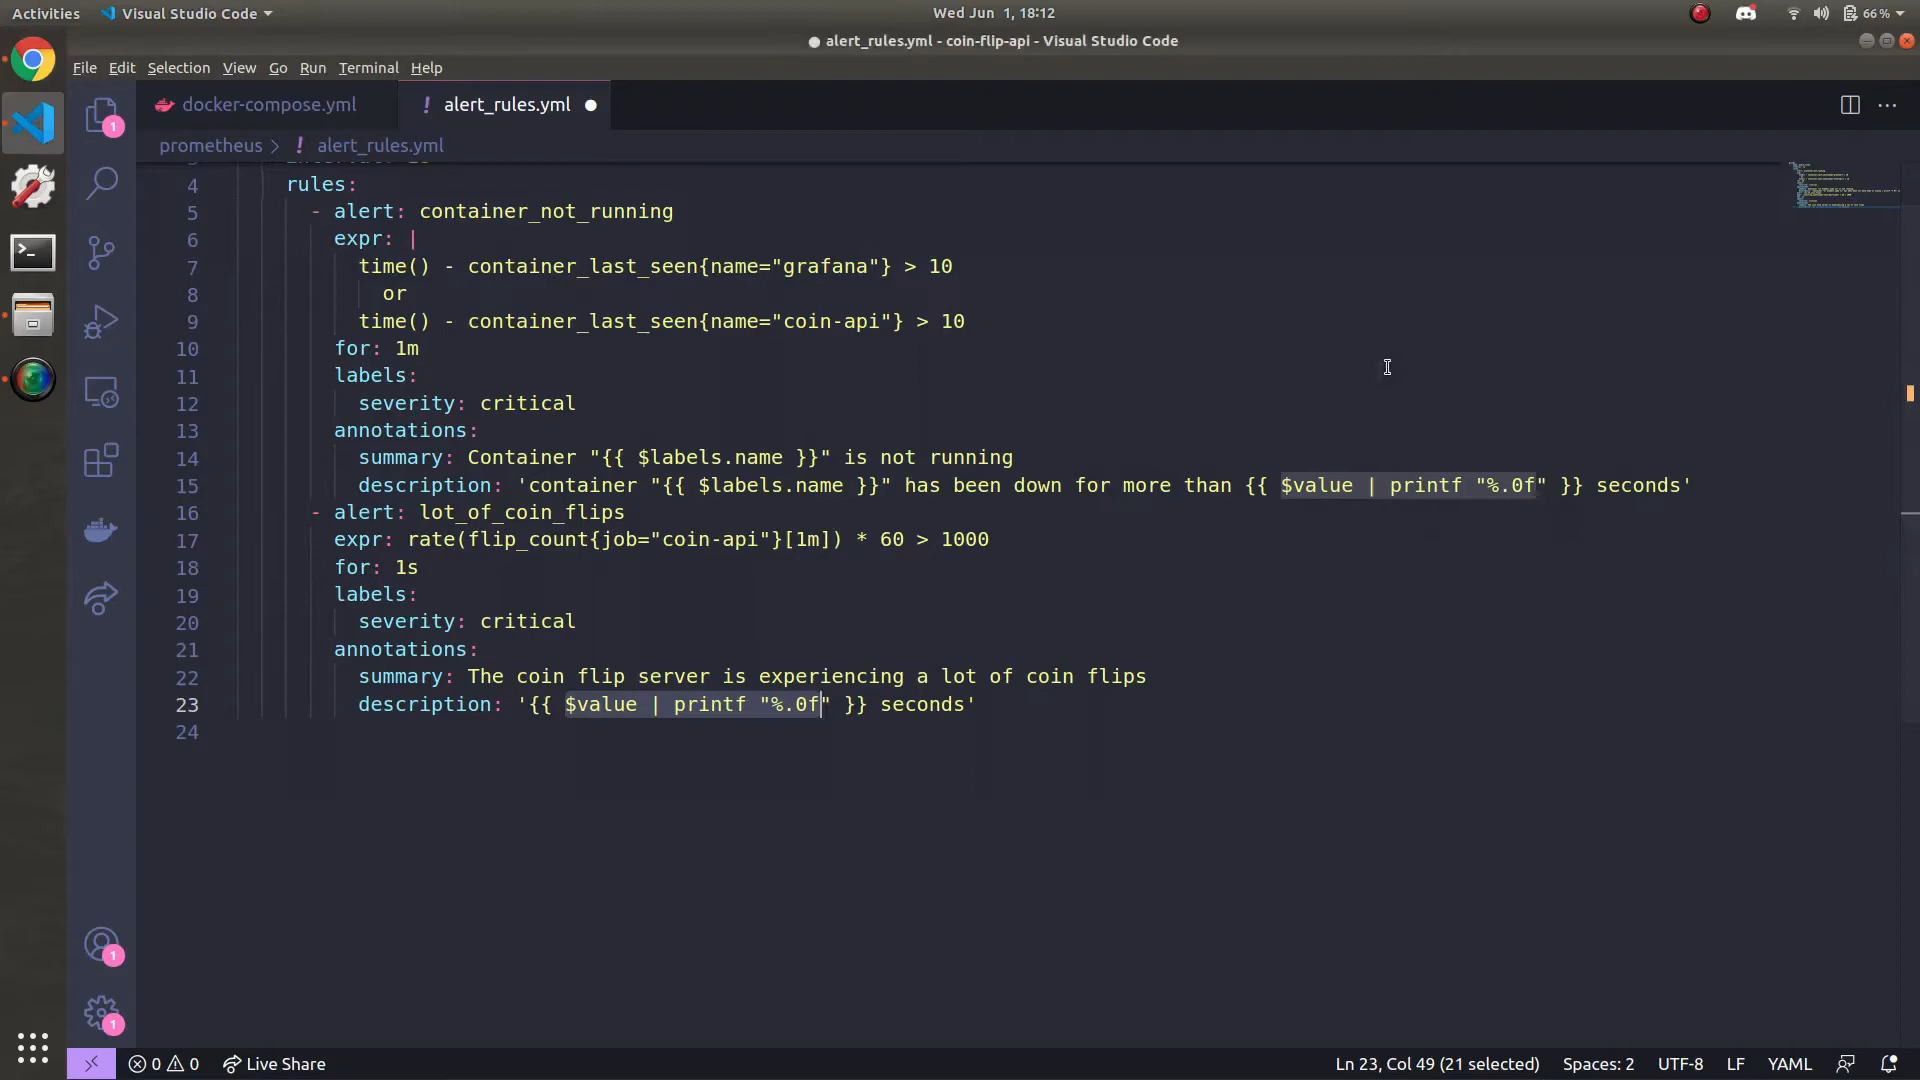 Activities Visual Studio Code Wed Jun 1, 18:12 66 %
alert_rules.yml - coin-flip-api - Visual Studio Code
File Edit Selection View Go Run Terminal Help
docker-compose.yml ! alert_rules.yml
prometheus > ! alert_rules.yml
4 rules:
5 - alert: container_not_running
6 expr: |
7 time() - container_last_seen{name="grafana"} > 10
8 or
9 time() - container_last_seen{name="coin-api"} > 10
10 for: 1m
11 labels:
12 severity: critical
13 annotations:
14 summary: Container "{{ $labels.name }}" is not running
15 description: 'container "{{ $labels.name }}" has been down for more than {{ $value | printf "%.0f" }} seconds'
16 - alert: lot_of_coin_flips
17 expr: rate(flip_count{job="coin-api"}[1m]) * 60 > 1000
18 for: 1s
19 labels:
20 severity: critical
21 annotations:
22 summary: The coin flip server is experiencing a lot of coin flips
23 description: '{{ $value | printf "%.0f" }} seconds'
24
1
1
1
0 0 Live Share Ln 23, Col 49 (21 selected) Spaces: 2 UTF-8 LF YAML